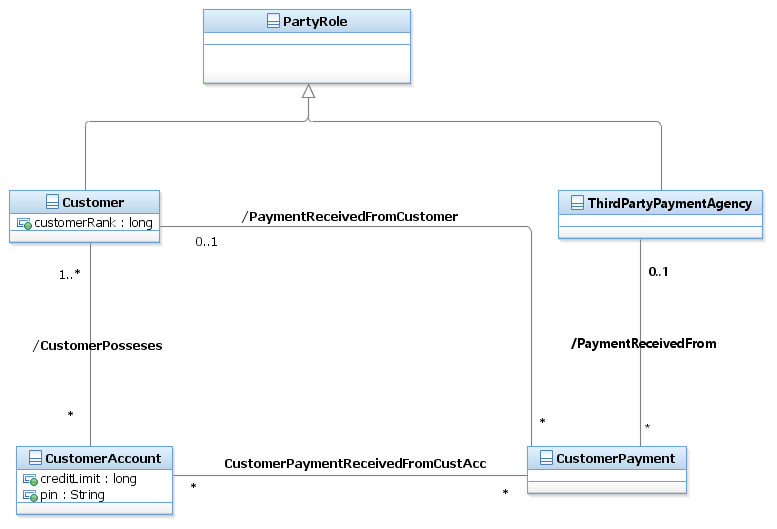 PartyRole
Customer
customerRank : long
ThirdPartyPaymentAgency
/PaymentReceivedFromCustomer
0..1
1..*
0..1
/CustomerPosseses
/PaymentReceivedFrom
*
*
*
CustomerAccount
creditLimit : long
pin : String
CustomerPaymentReceivedFromCustAcc
*
*
CustomerPayment